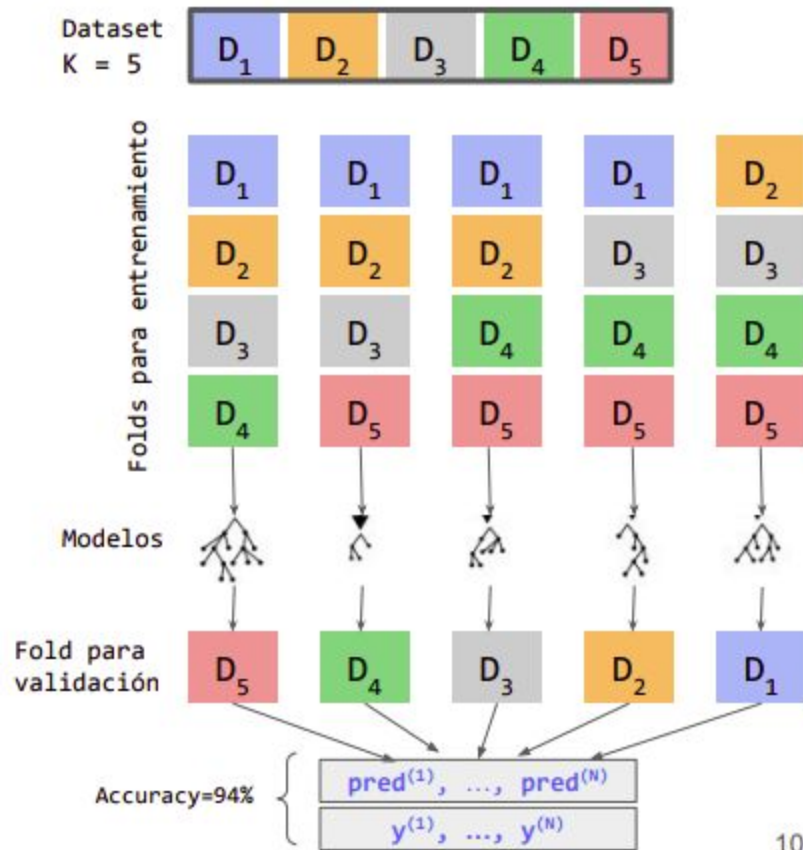 Dataset
K = 5
D₁ D₂ D₃ D₄ D₅
Folds para entrenamiento
D₁ D₁ D₁ D₁ D₂
D₂ D₂ D₂ D₃ D₃
D₃ D₃ D₄ D₄ D₄
D₄ D₅ D₅ D₅ D₅
Modelos
Fold para
validación
D₅ D₄ D₃ D₂ D₁
Accuracy=94%
pred⁽¹⁾, ..., pred⁽ᴺ⁾
y⁽¹⁾, ..., y⁽ᴺ⁾
10